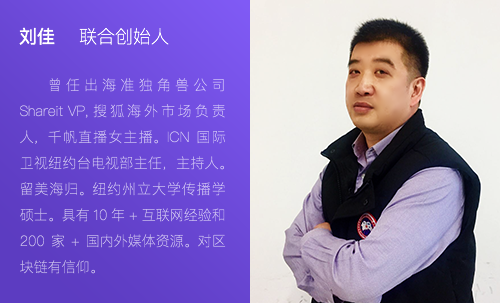 刘佳 联合创始人
曾任出海准独角兽公司
Shareit VP, 搜狐海外市场负责
人，千帆直播女主播。ICN 国际
卫视纽约台电视部主任，主持人。
留美海归。纽约州立大学传播学
硕士。具有10年+互联网经验和
200 家 + 国内外媒体资源。对区
块链有信仰。